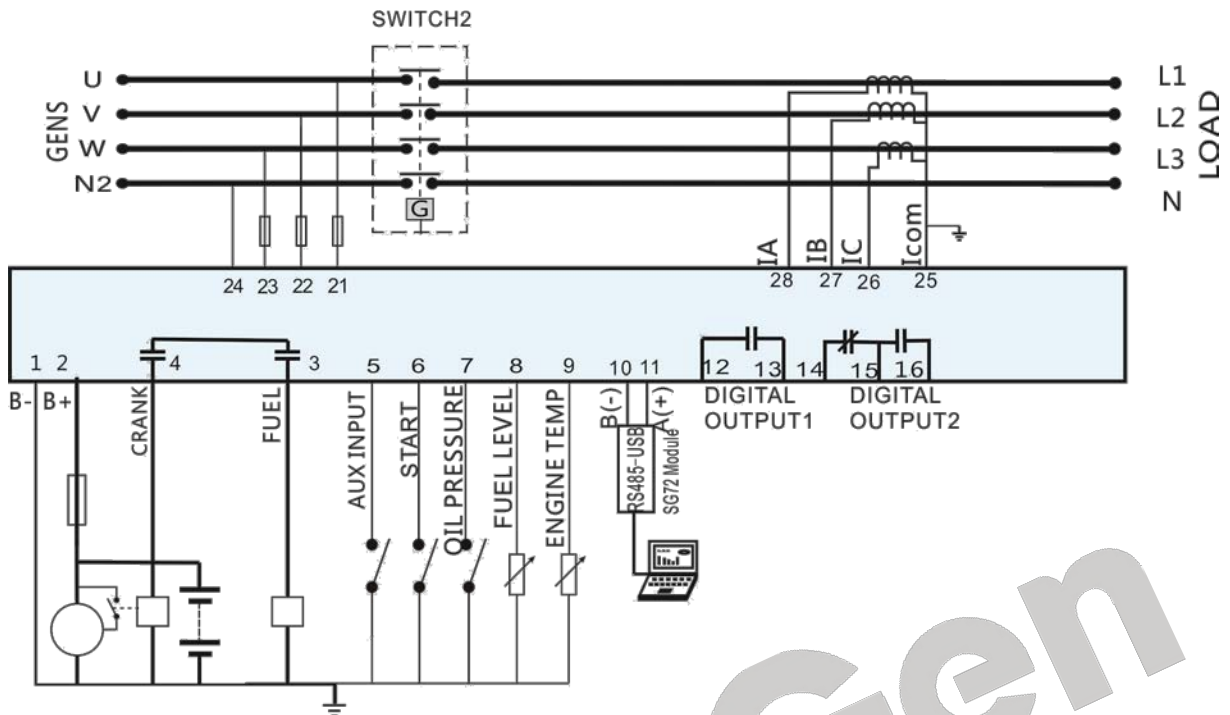 SWITCH2
GENS
U
V
W
N2
L1
L2
L3
N
LOAD
G
IA
IB
IC
Icom
24 23 22 21
28 27 26 25
1 2 4 3 5 6 7 8 9 10 11 12 13 14 15 16
B- B+
CRANK
FUEL
AUX INPUT
START
OIL PRESSURE
FUEL LEVEL
ENGINE TEMP
B(-)
A(+)
RS485-USB
SG72 Module
DIGITAL
OUTPUT1
DIGITAL
OUTPUT2
Gen